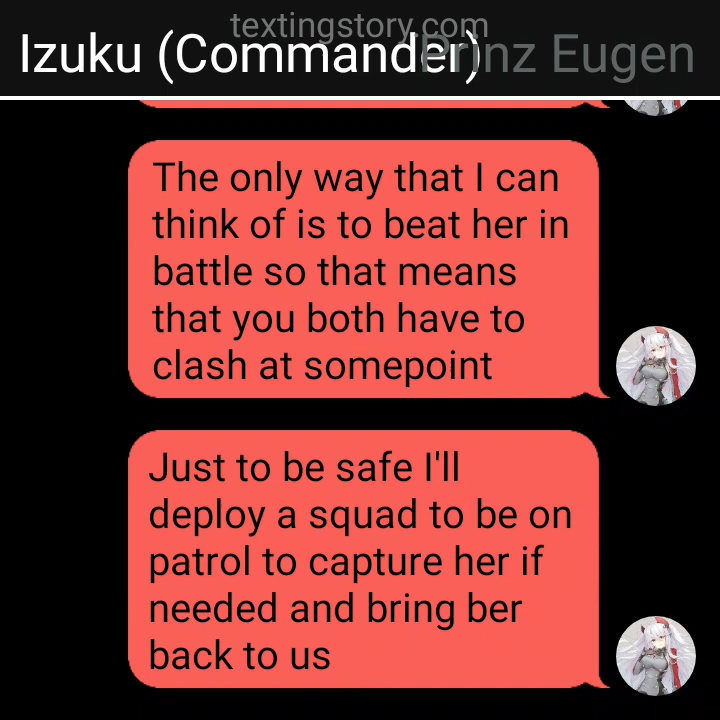 textingstory.com
Izuku (Commander)
Prinz Eugen
The only way that I can
think of is to beat her in
battle so that means
that you both have to
clash at somepoint
Just to be safe I'll
deploy a squad to be on
patrol to capture her if
needed and bring ber
back to us